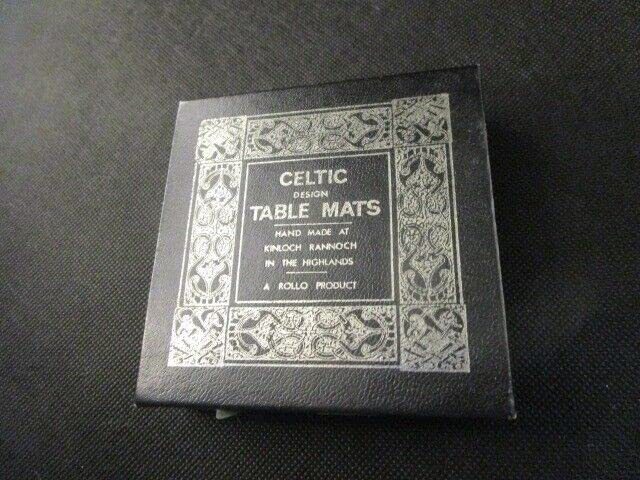 CELTIC
DESIGN
TABLE MATS
HAND MADE AT
KINLOCH RANNOCH
IN THE HIGHLANDS
A ROLLO PRODUCT